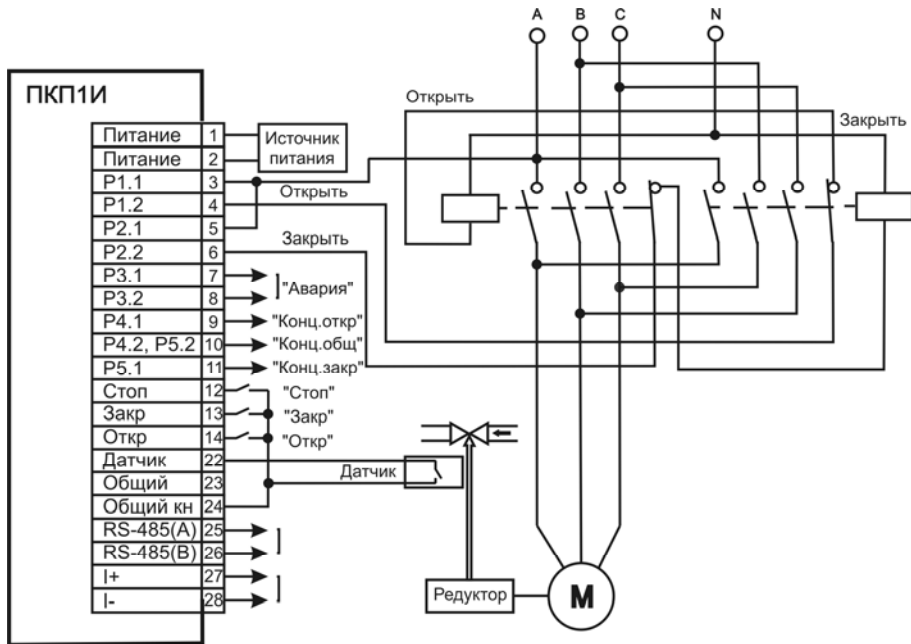 A B C N
ПКП1И
Открыть
Закрыть
Питание 1
Источник питания
Питание 2
P1.1 3
Открыть
P1.2 4
P2.1 5
Закрыть
P2.2 6
P3.1 7
"Авария"
P3.2 8
P4.1 9 "Конц.откр"
P4.2, P5.2 10 "Конц.общ"
P5.1 11 "Конц.закр"
Стоп 12 "Стоп"
Закр 13 "Закр"
Откр 14 "Откр"
Датчик 22
Датчик
Общий 23
Общий кн 24
RS-485(A) 25
RS-485(B) 26
I+ 27
I- 28
Редуктор
М